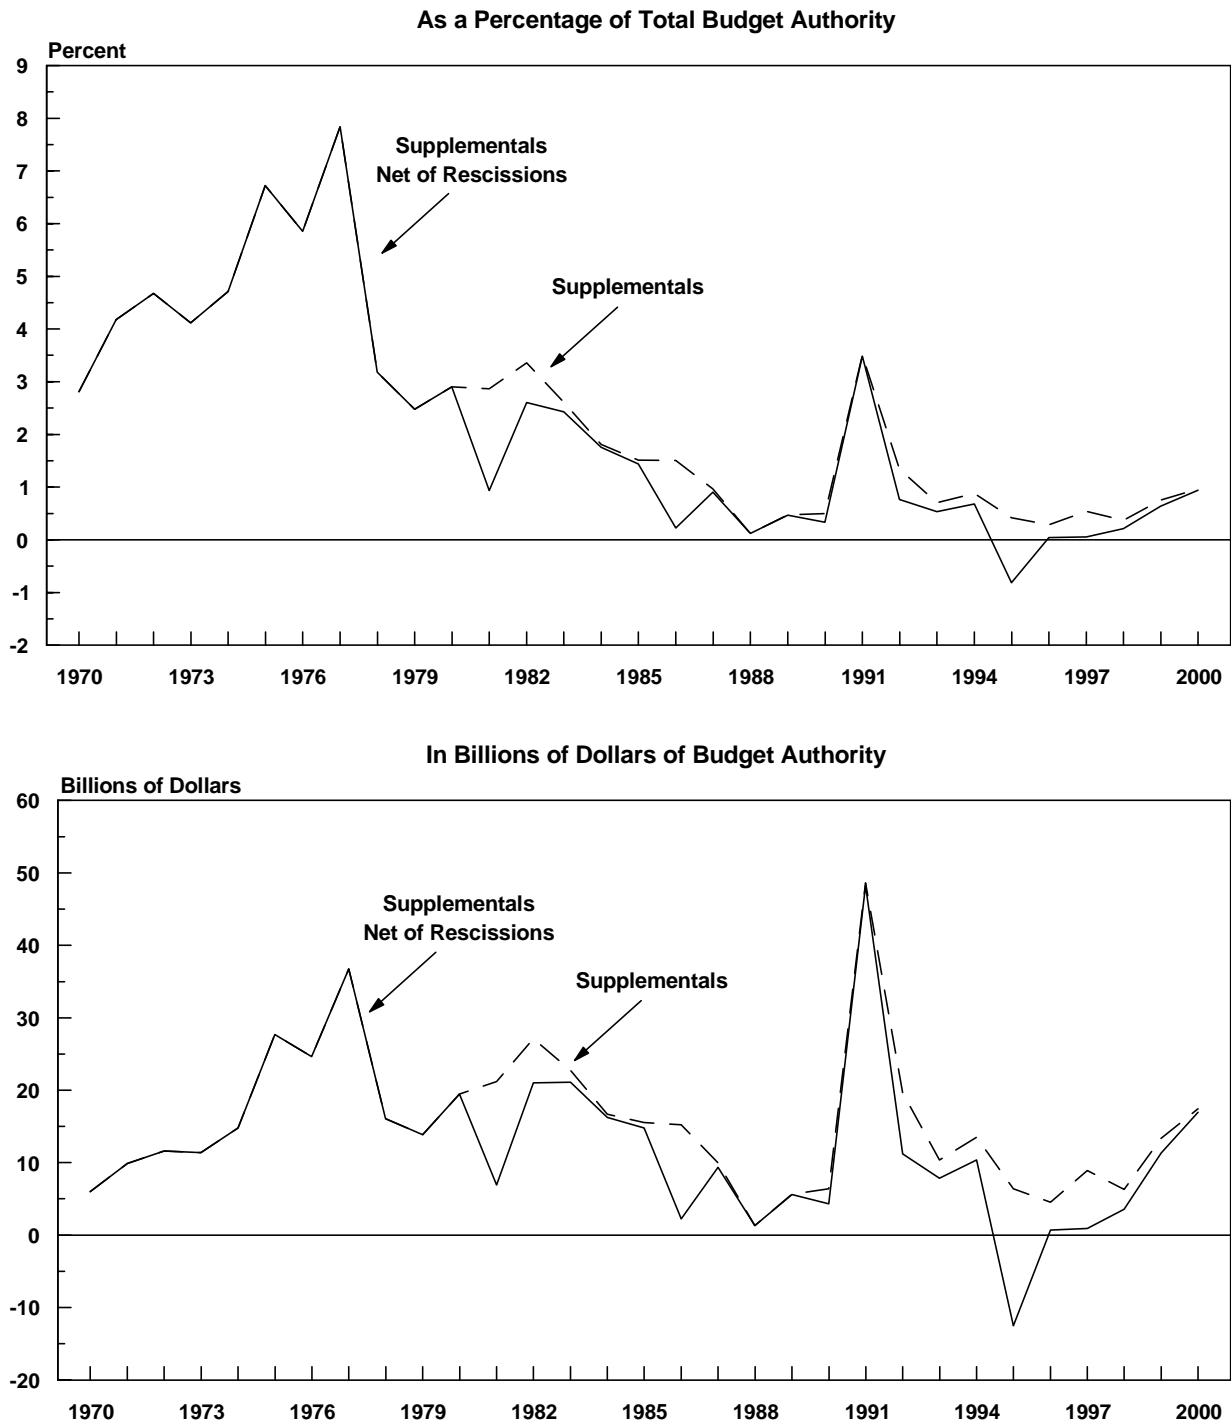 As a Percentage of Total Budget Authority
Percent
9
8
Supplementals
Net of Rescissions
7
6
5
Supplementals
4
3
2
1
0
-1
-2
1970 1973 1976 1979 1982 1985 1988 1991 1994 1997 2000
In Billions of Dollars of Budget Authority
Billions of Dollars
60
50
Supplementals
Net of Rescissions
40
Supplementals
30
20
10
0
-10
-20
1970 1973 1976 1979 1982 1985 1988 1991 1994 1997 2000